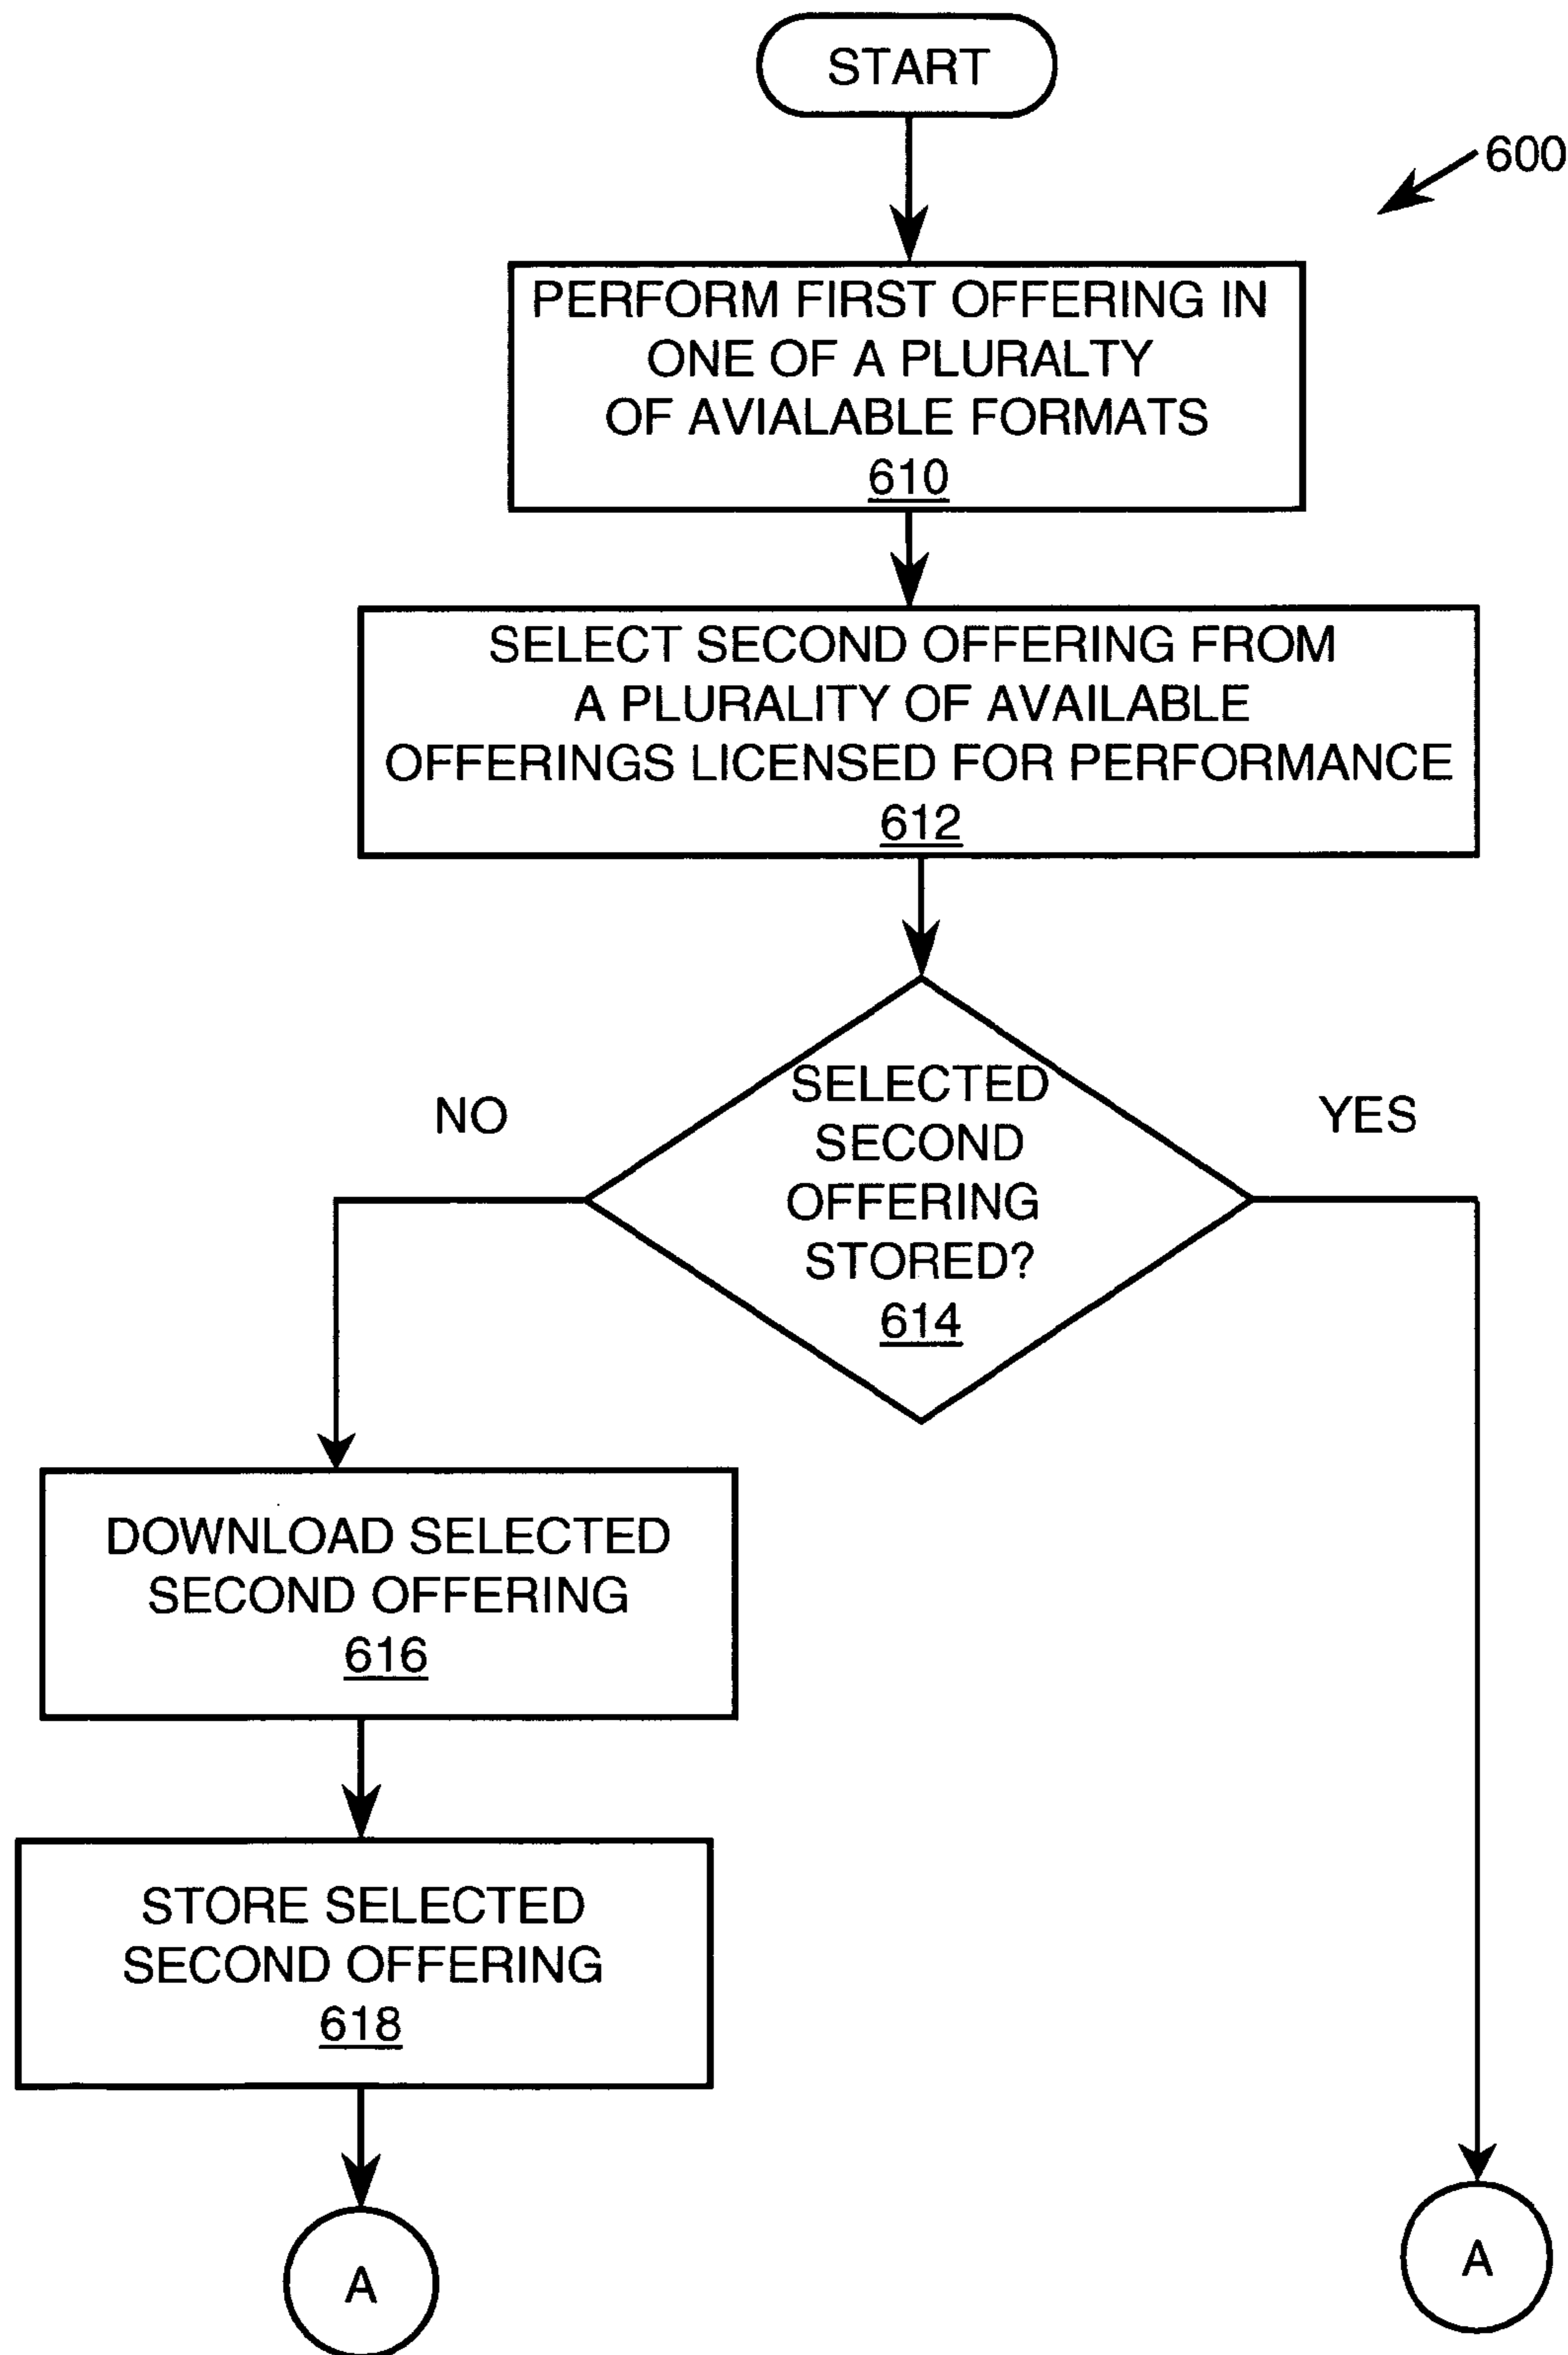 START
600
PERFORM FIRST OFFERING IN
ONE OF A PLURALTY
OF AVIALABLE FORMATS
610
SELECT SECOND OFFERING FROM
A PLURALITY OF AVAILABLE
OFFERINGS LICENSED FOR PERFORMANCE
612
SELECTED
SECOND
OFFERING
STORED?
614
NO
YES
DOWNLOAD SELECTED
SECOND OFFERING
616
STORE SELECTED
SECOND OFFERING
618
A
A